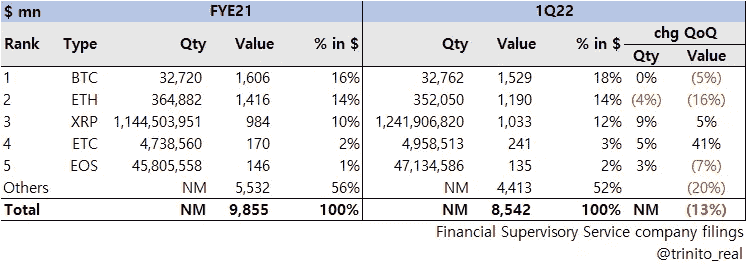 $ mn FYE21 1Q22
chg QoQ
Rank Type Qty Value % in $ Qty Value % in $ Qty Value
1 BTC 32,720 1,606 16% 32,762 1,529 18% 0% (5%)
2 ETH 364,882 1,416 14% 352,050 1,190 14% (4%) (16%)
3 XRP 1,144,503,951 984 10% 1,241,906,820 1,033 12% 9% 5%
4 ETC 4,738,560 170 2% 4,958,513 241 3% 5% 41%
5 EOS 45,805,558 146 1% 47,134,586 135 2% 3% (7%)
Others NM 5,532 56% NM 4,413 52% (20%)
Total NM 9,855 100% NM 8,542 100% NM (13%)
Financial Supervisory Service company filings
@trinito_real